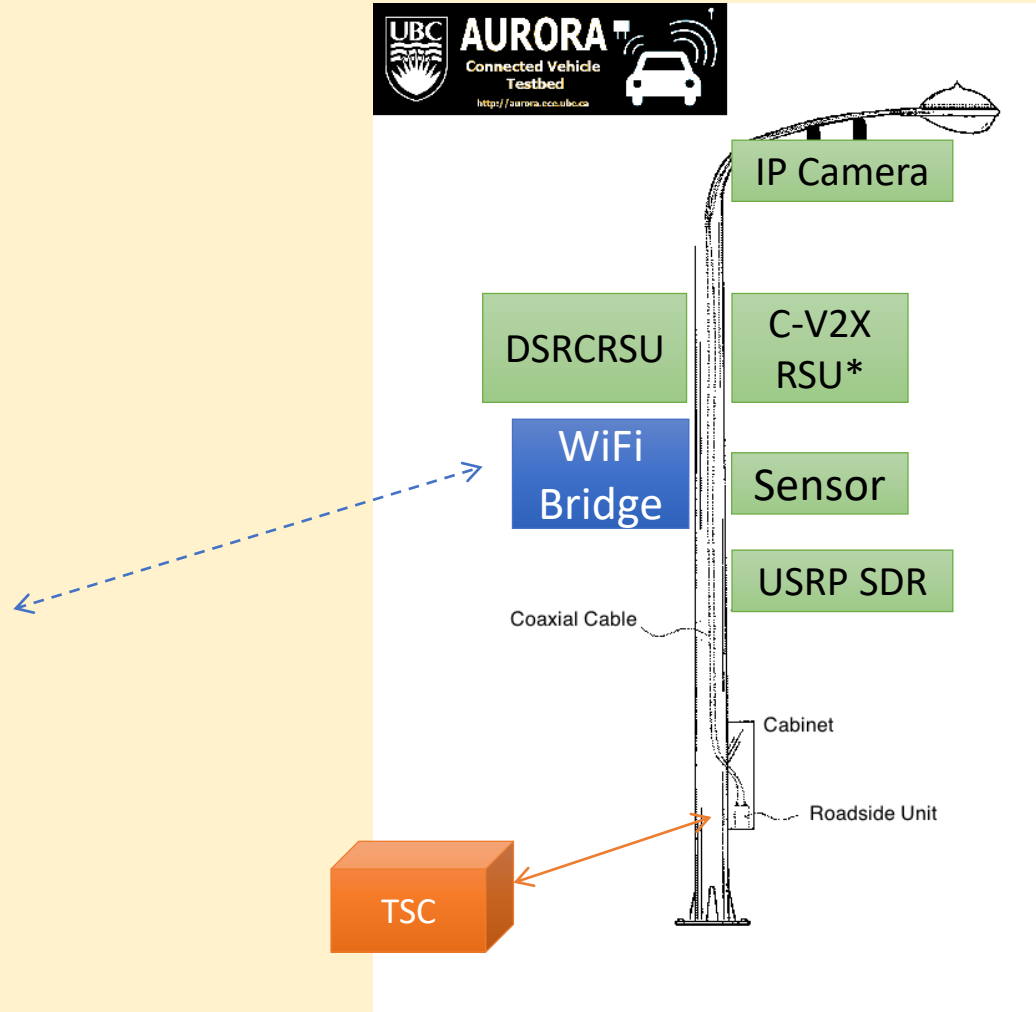 UBC
AURORA
Connected Vehicle
Testbed
http://aurora.ece.ubc.ca
IP Camera
DSRCRSU
C-V2X
RSU*
WiFi
Bridge
Sensor
USRP SDR
Coaxial Cable
Cabinet
Roadside Unit
TSC